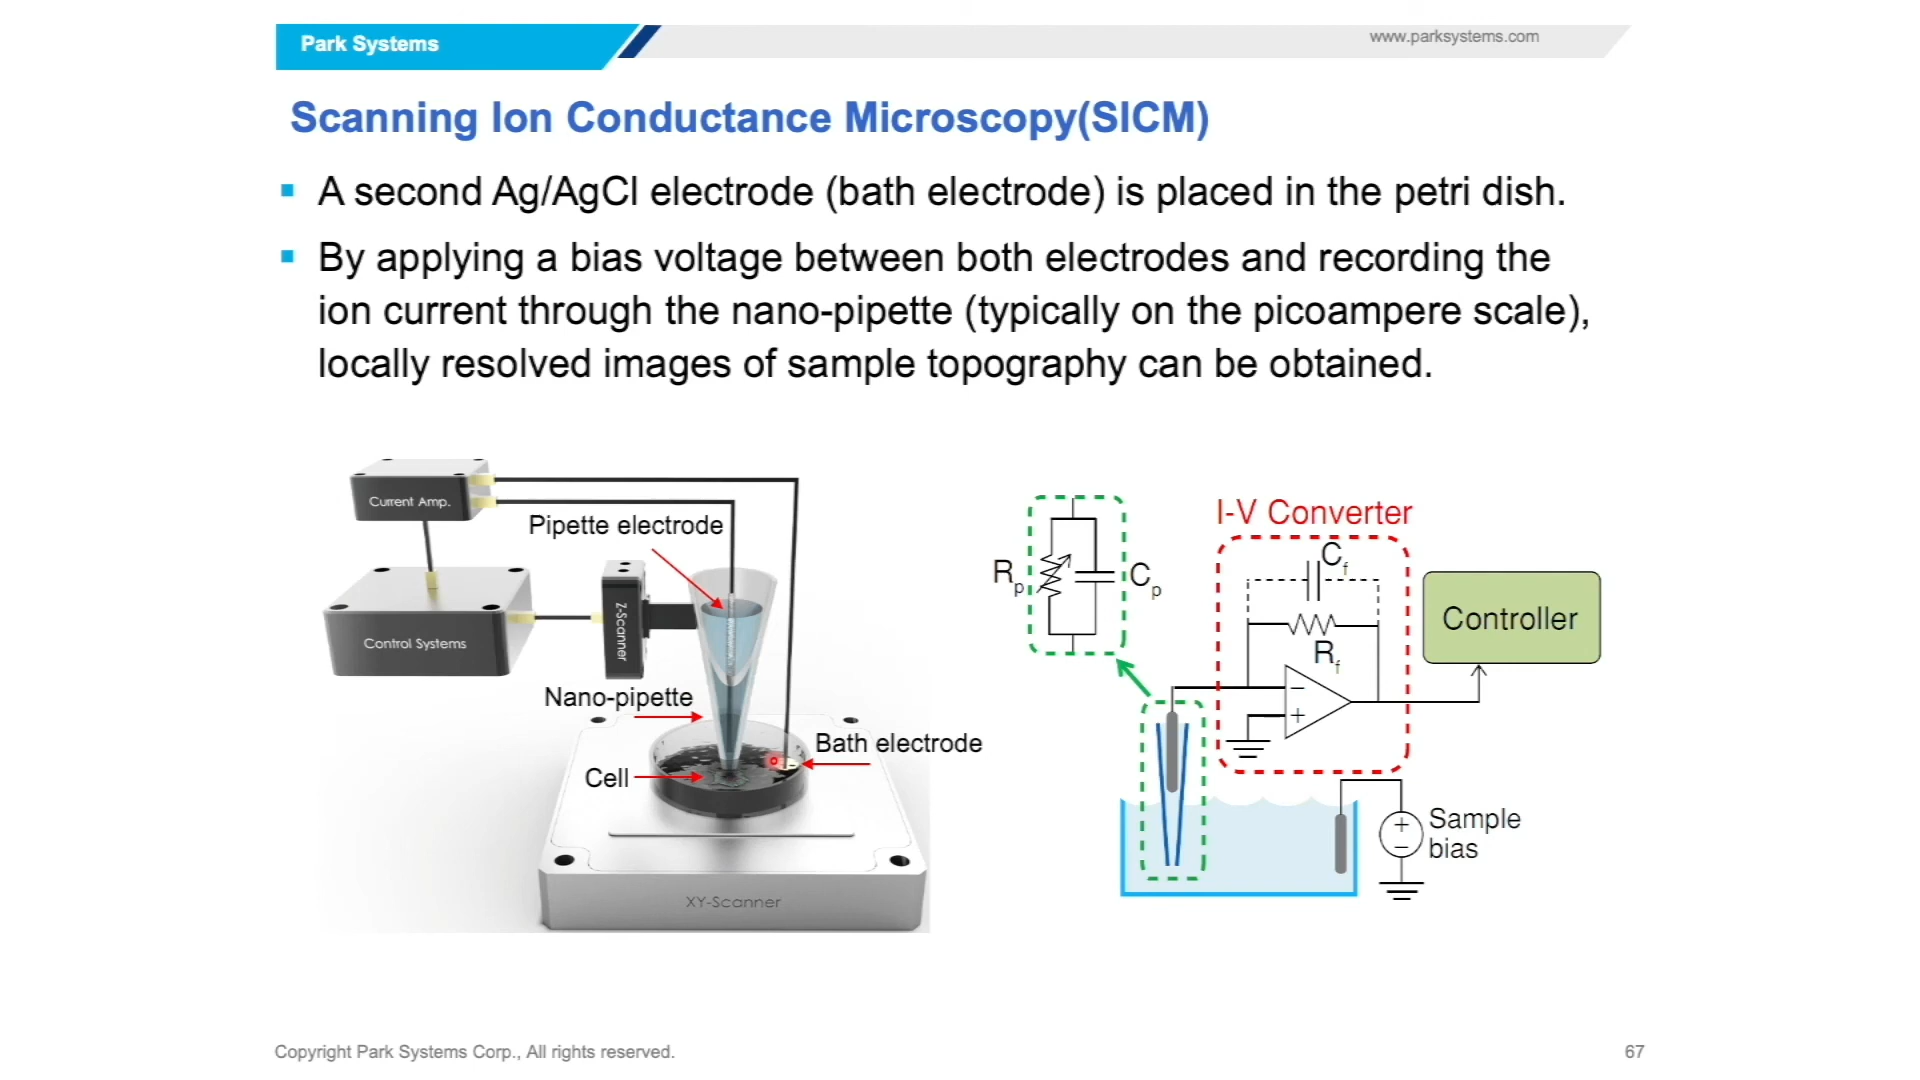 Park Systems
www.parksystems.com
Scanning Ion Conductance Microscopy(SICM)
A second Ag/AgCl electrode (bath electrode) is placed in the petri dish.
By applying a bias voltage between both electrodes and recording the
ion current through the nano-pipette (typically on the picoampere scale),
locally resolved images of sample topography can be obtained.
Current Amp.
Pipette electrode
Control Systems
Z-Scanner
Nano-pipette
Bath electrode
Cell
XY-Scanner
I-V Converter
Rp
Cp
Cf
Rf
−
+
Controller
+
−
Sample
bias
Copyright Park Systems Corp., All rights reserved.
67